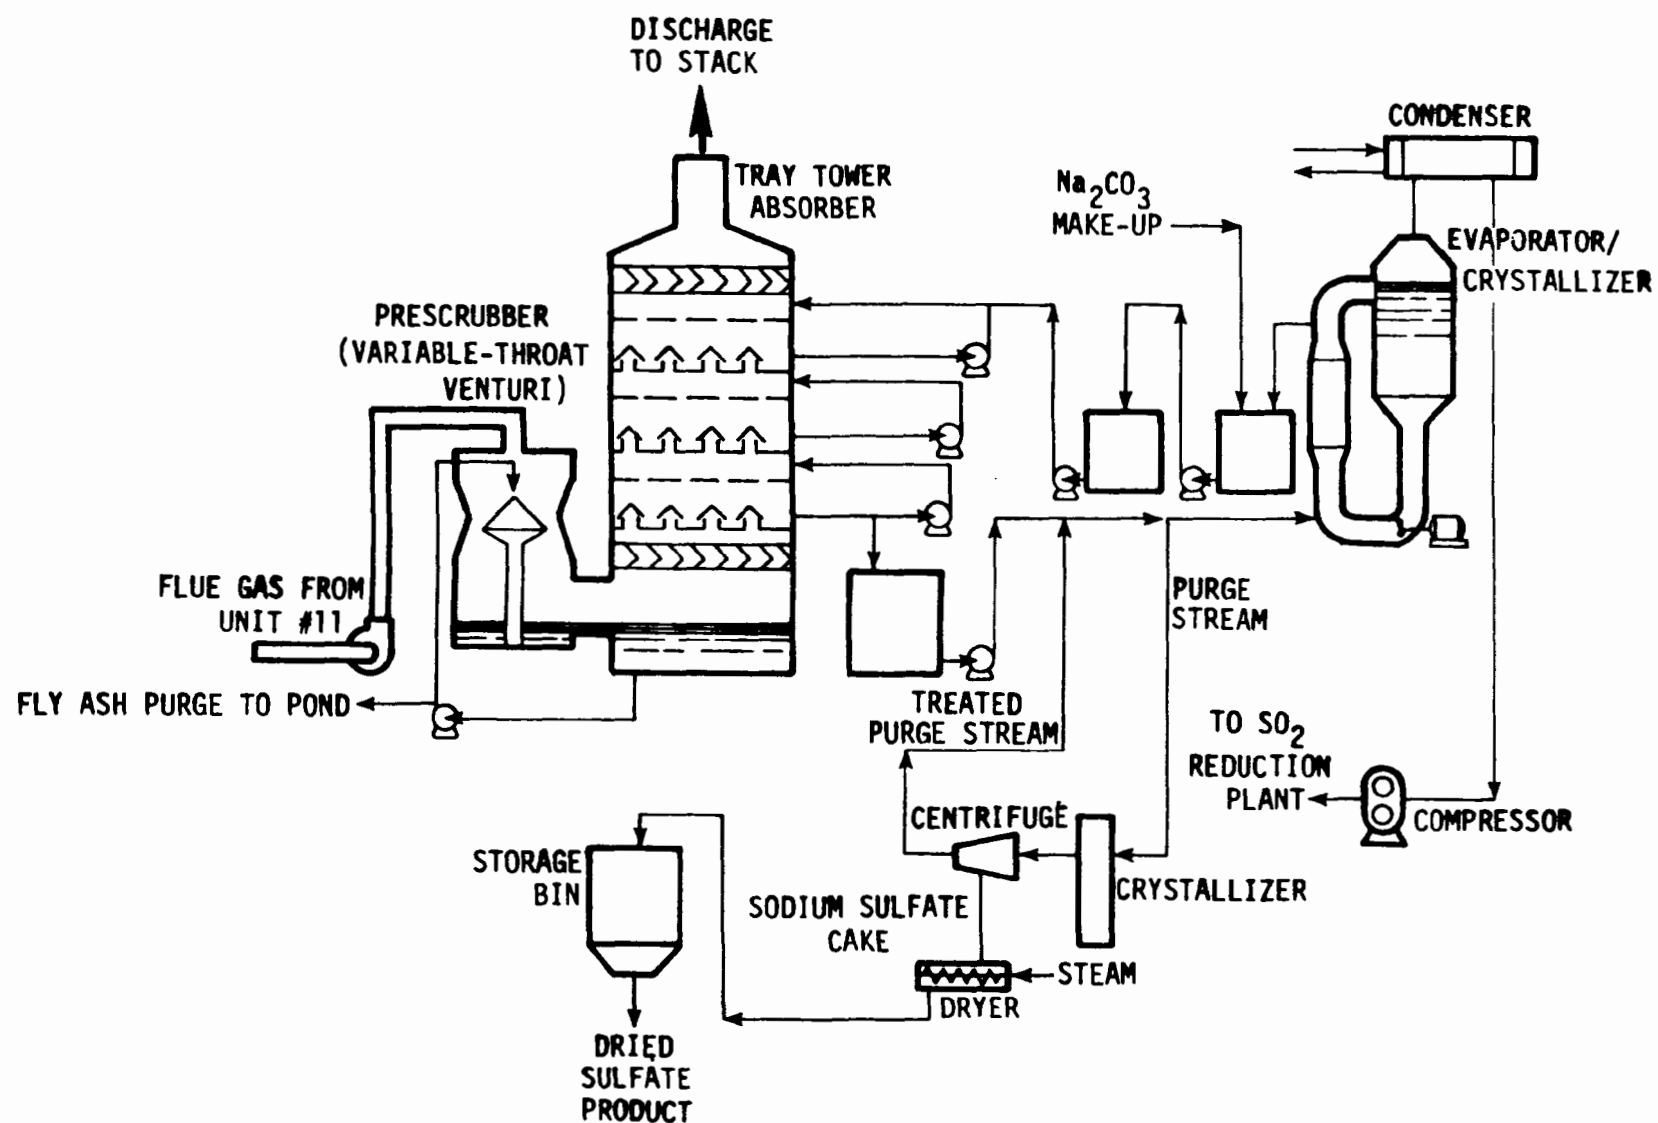 DISCHARGE
TO STACK
CONDENSER
TRAY TOWER
ABSORBER
Na2CO3
MAKE-UP
EVAPORATOR/
CRYSTALLIZER
PRESCRUBBER
(VARIABLE-THROAT
VENTURI)
FLUE GAS FROM
UNIT #11
PURGE
STREAM
FLY ASH PURGE TO POND
TREATED
PURGE STREAM
TO SO2
REDUCTION
PLANT
COMPRESSOR
CENTRIFUGE
STORAGE
BIN
CRYSTALLIZER
SODIUM SULFATE
CAKE
STEAM
DRYER
DRIED
SULFATE
PRODUCT